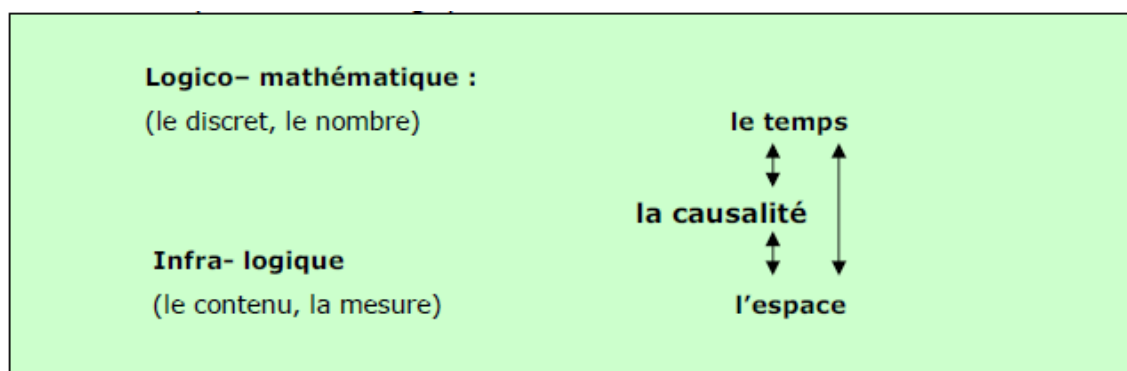 Logico– mathématique :
(le discret, le nombre) le temps
la causalité
Infra- logique
(le contenu, la mesure) l’espace